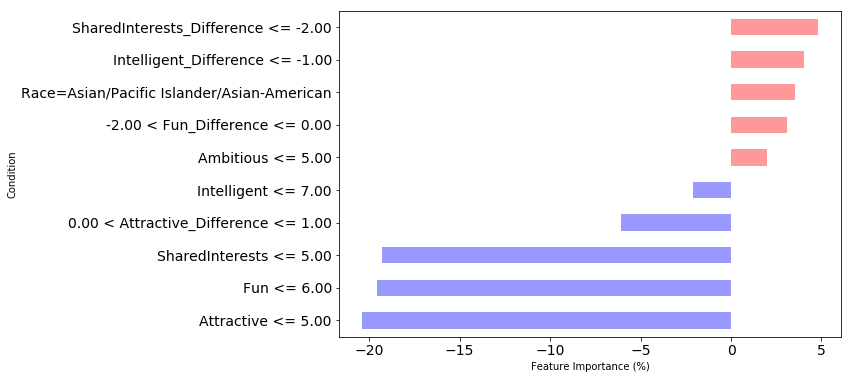 SharedInterests_Difference <= -2.00
Intelligent_Difference <= -1.00
Race=Asian/Pacific Islander/Asian-American
-2.00 < Fun_Difference <= 0.00
Ambitious <= 5.00
Intelligent <= 7.00
0.00 < Attractive_Difference <= 1.00
SharedInterests <= 5.00
Fun <= 6.00
Attractive <= 5.00
Condition
−20 −15 −10 −5 0 5
Feature Importance (%)